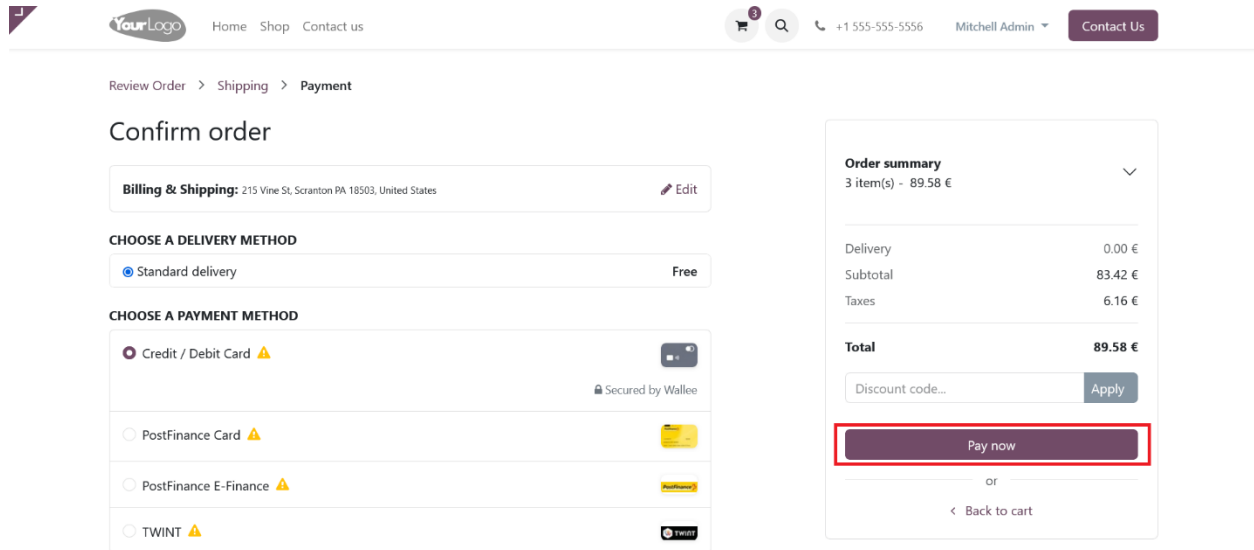 YourLogo Home Shop Contact us 3 +1 555-555-5556 Mitchell Admin Contact Us
Review Order > Shipping > Payment
Confirm order
Billing & Shipping: 215 Vine St, Scranton PA 18503, United States Edit
CHOOSE A DELIVERY METHOD
Standard delivery Free
CHOOSE A PAYMENT METHOD
Credit / Debit Card
Secured by Wallee
PostFinance Card
PostFinance E-Finance PostFinance
TWINT TWINT
Order summary
3 item(s) - 89.58 €
Delivery 0.00 €
Subtotal 83.42 €
Taxes 6.16 €
Total 89.58 €
Discount code... Apply
Pay now
or
< Back to cart